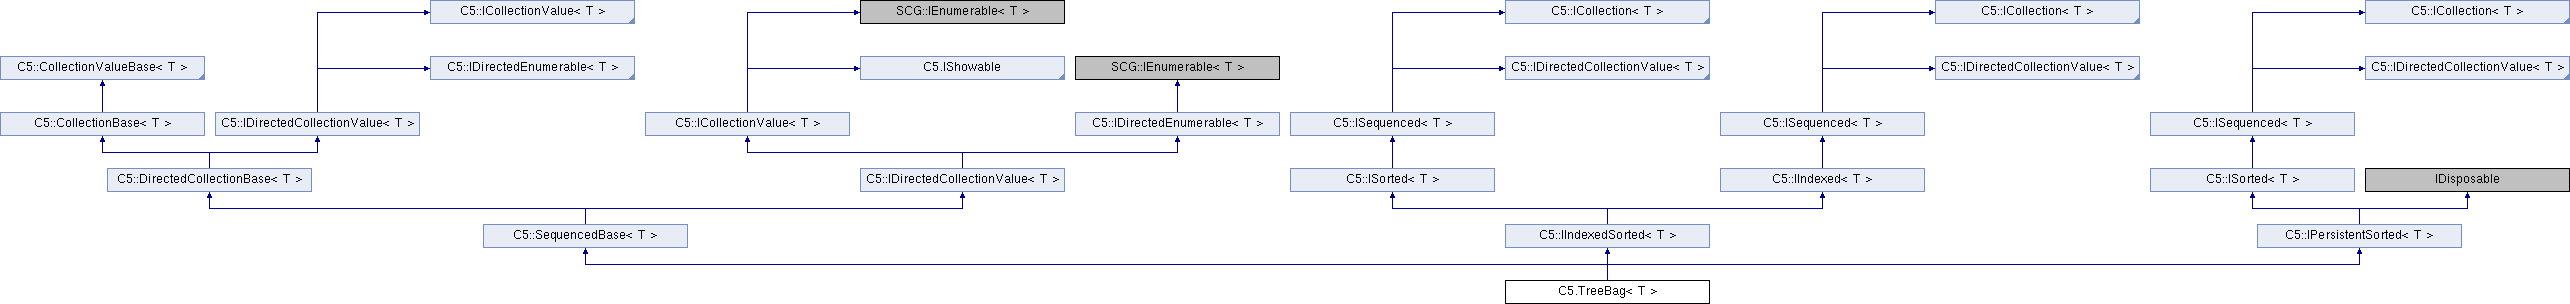 C5::ICollectionValue< T >
SCG::IEnumerable< T >
C5::ICollection< T >
C5::ICollection< T >
C5::ICollection< T >
C5::CollectionValueBase< T >
C5::IDirectedEnumerable< T >
C5.IShowable
SCG::IEnumerable< T >
C5::IDirectedCollectionValue< T >
C5::IDirectedCollectionValue< T >
C5::IDirectedCollectionValue< T >
C5::CollectionBase< T >
C5::IDirectedCollectionValue< T >
C5::ICollectionValue< T >
C5::IDirectedEnumerable< T >
C5::ISequenced< T >
C5::ISequenced< T >
C5::ISequenced< T >
C5::DirectedCollectionBase< T >
C5::IDirectedCollectionValue< T >
C5::ISorted< T >
C5::IIndexed< T >
C5::ISorted< T >
IDisposable
C5::SequencedBase< T >
C5::IIndexedSorted< T >
C5::IPersistentSorted< T >
C5.TreeBag< T >